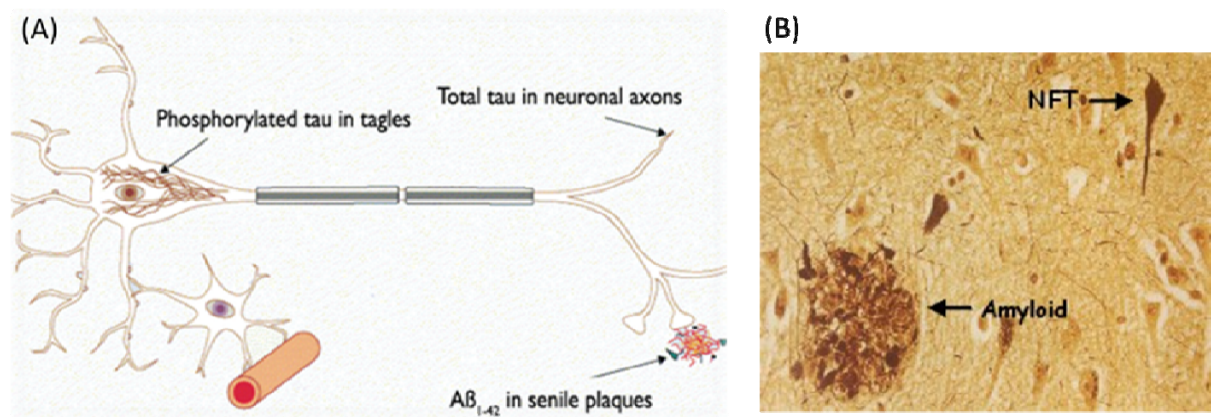 (A)
Total tau in neuronal axons
Phosphorylated tau in tagles
Aß1-42 in senile plaques
(B)
NFT
Amyloid